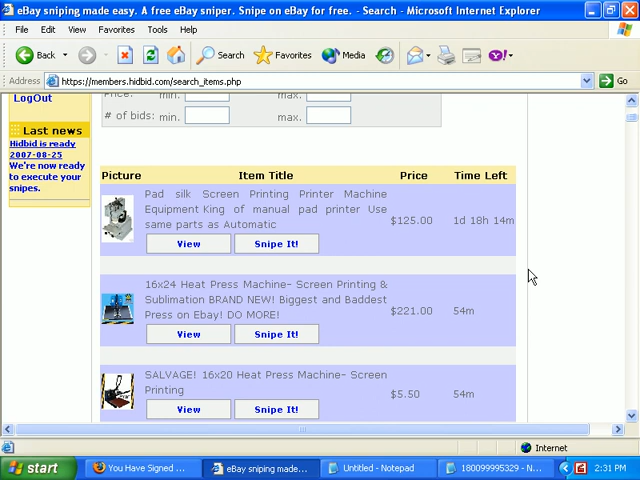 eBay sniping made easy. A free eBay sniper. Snipe on eBay for free. - Search - Microsoft Internet Explorer
File Edit View Favorites Tools Help
Back Search Favorites Media
Address https://members.hidbid.com/search_items.php Go
LogOut
Price: min. max.
# of bids: min. max.
Last news
Hidbid is ready
2007-08-25
We're now ready
to execute your
snipes.
Picture Item Title Price Time Left
Pad silk Screen Printing Printer Machine
Equipment King of manual pad printer Use
same parts as Automatic
$125.00 1d 18h 14m
View Snipe It!
16x24 Heat Press Machine- Screen Printing &
Sublimation BRAND NEW! Biggest and Baddest
Press on Ebay! DO MORE!
$221.00 54m
View Snipe It!
SALVAGE! 16x20 Heat Press Machine- Screen
Printing
$5.50 54m
View Snipe It!
Internet
start You Have Signed ... eBay sniping made... Untitled - Notepad 180099995329 - N... 2:31 PM